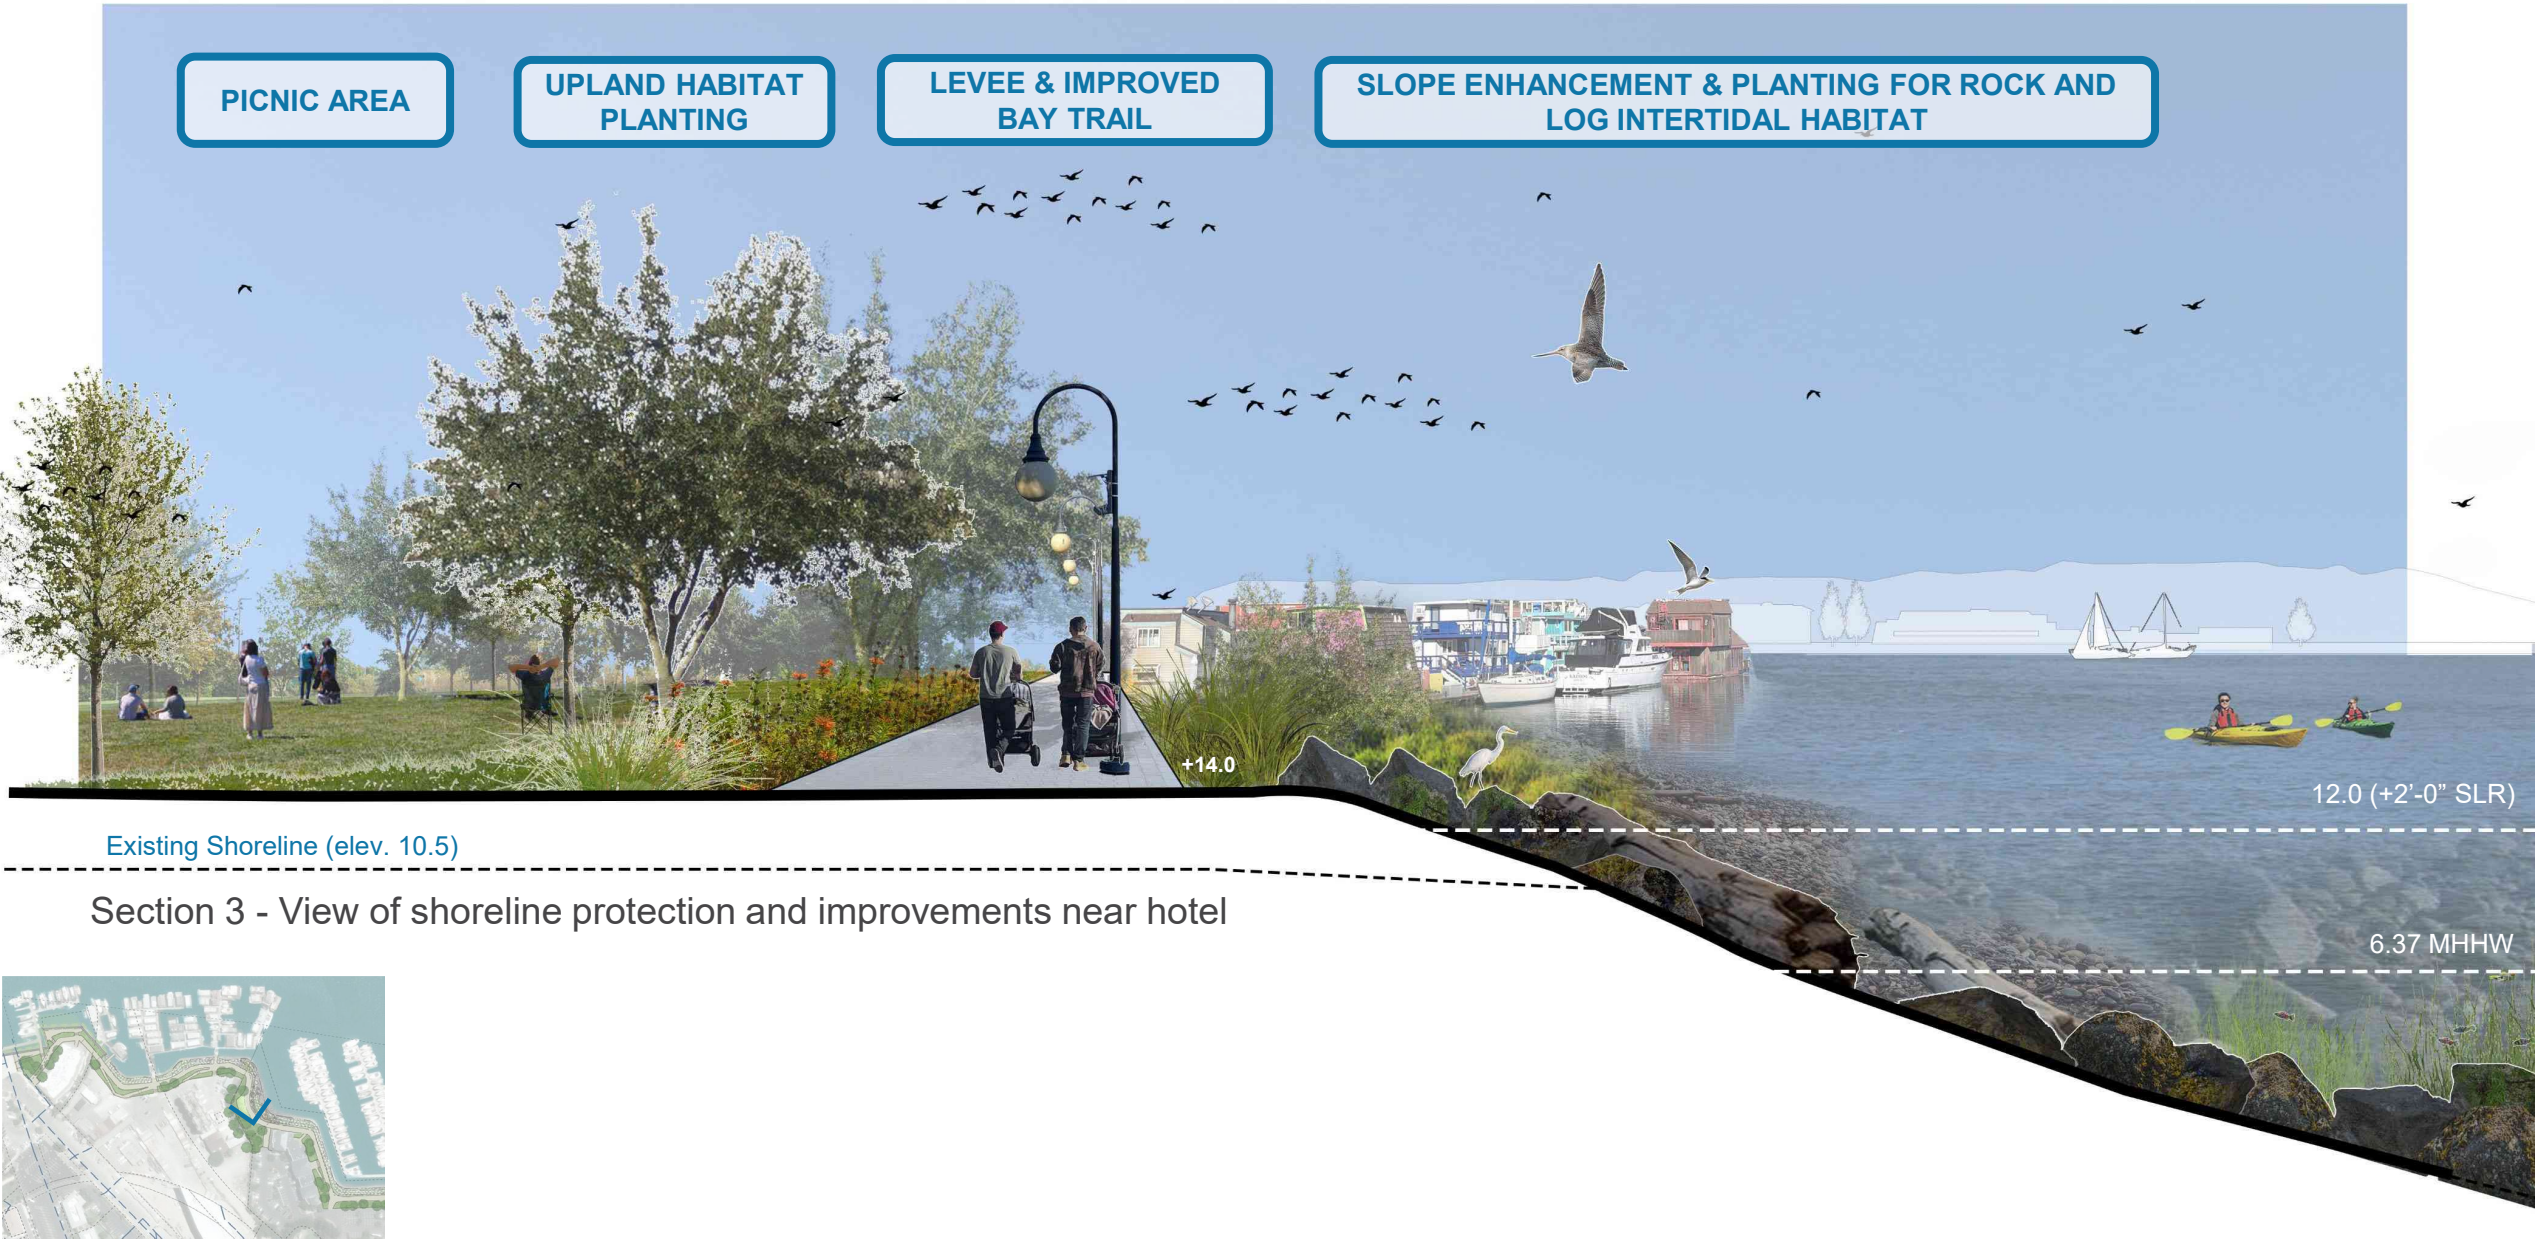 PICNIC AREA
UPLAND HABITAT
PLANTING
LEVEE & IMPROVED
BAY TRAIL
SLOPE ENHANCEMENT & PLANTING FOR ROCK AND
LOG INTERTIDAL HABITAT
+14.0
12.0 (+2’-0” SLR)
Existing Shoreline (elev. 10.5)
Section 3 - View of shoreline protection and improvements near hotel
6.37 MHHW